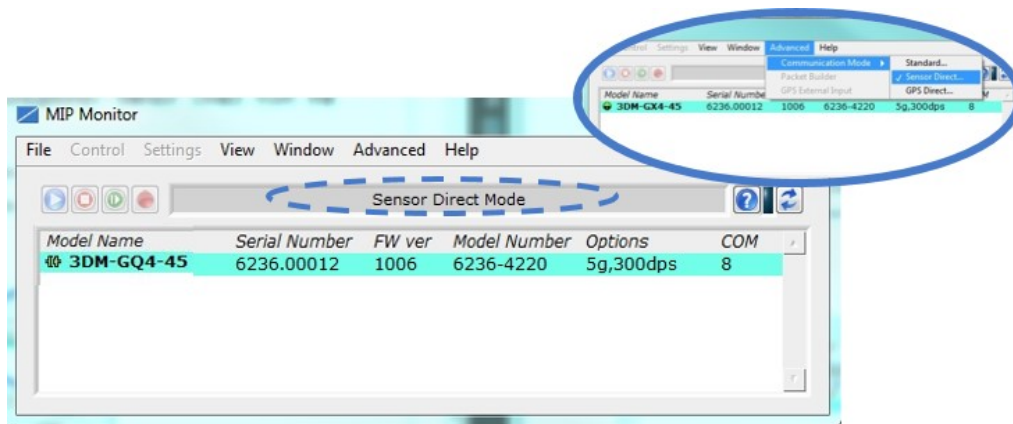 View Window Advanced Help
Communication Mode
Standard...
Packet Builder
✓ Sensor Direct...
GPS External Input
GPS Direct...
Model Name Serial Numbe
3DM-GX4-45 6236.00012 1006 6236-4220 5g,300dps 8
MIP Monitor
File Control Settings View Window Advanced Help
Sensor Direct Mode
Model Name Serial Number FW ver Model Number Options COM
3DM-GQ4-45 6236.00012 1006 6236-4220 5g,300dps 8